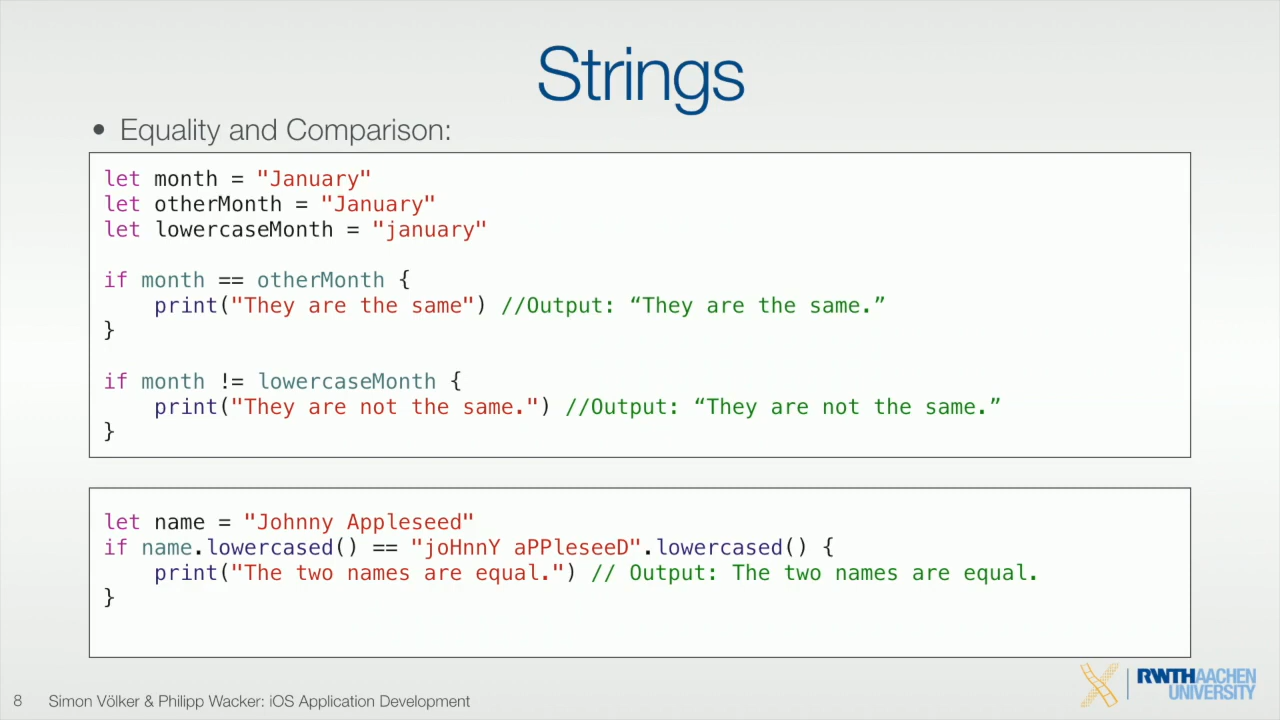 Strings
• Equality and Comparison:
let month = "January"
let otherMonth = "January"
let lowercaseMonth = "january"
if month == otherMonth {
    print("They are the same") //Output: “They are the same.”
}
if month != lowercaseMonth {
    print("They are not the same.") //Output: “They are not the same.”
}
let name = "Johnny Appleseed"
if name.lowercased() == "joHnnY aPPleseeD".lowercased() {
    print("The two names are equal.") // Output: The two names are equal.
}
8 Simon Völker & Philipp Wacker: iOS Application Development
RWTHAACHEN
UNIVERSITY